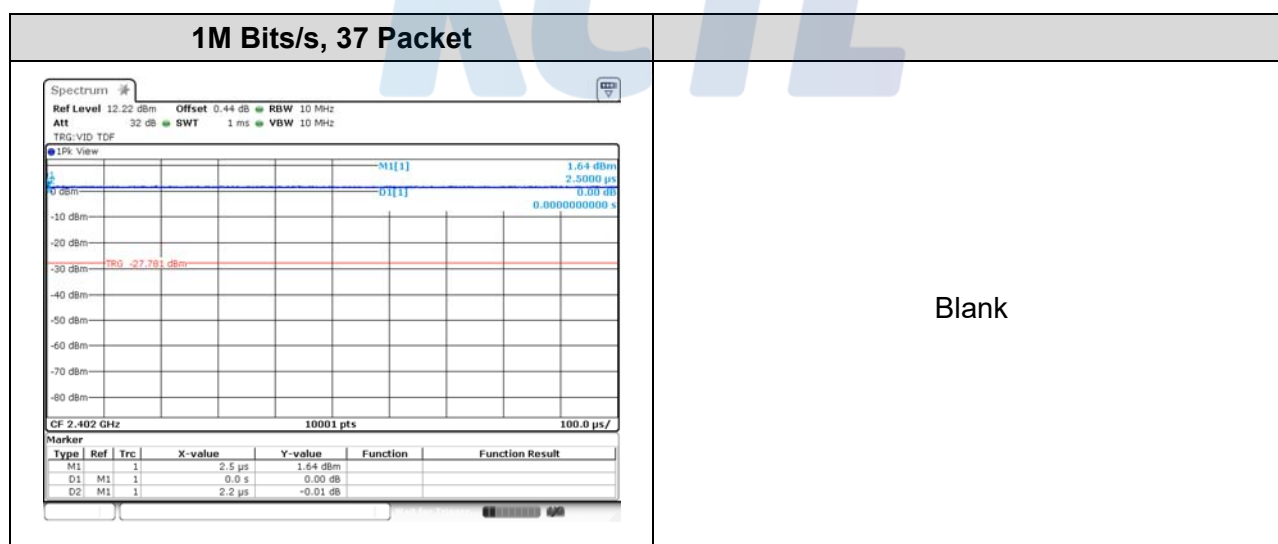 ACTL
1M Bits/s, 37 Packet
Spectrum
Ref Level 12.22 dBm Offset 0.44 dB RBW 10 MHz
Att 32 dB SWT 1 ms VBW 10 MHz
TRG:VID TDF
1Pk View
M1[1] 1.64 dBm
2.5000 µs
0 dBm
D1[1] 0.00 dB
0.0000000000 s
-10 dBm
-20 dBm
TRG -27.781 dBm
-30 dBm
-40 dBm
-50 dBm
-60 dBm
-70 dBm
-80 dBm
CF 2.402 GHz 10001 pts 100.0 µs/
Marker
Type Ref Trc X-value Y-value Function Function Result
M1 1 2.5 µs 1.64 dBm
D1 M1 1 0.0 s 0.00 dB
D2 M1 1 2.2 µs -0.01 dB
Blank